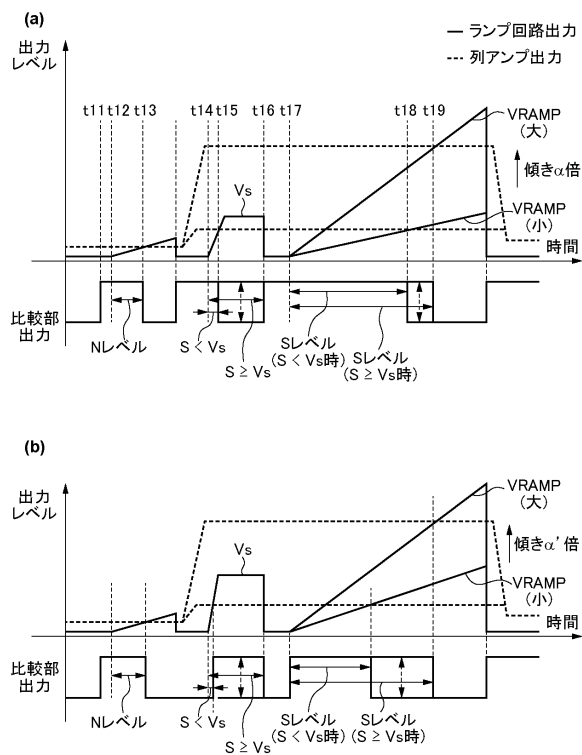 (a)
ランプ回路出力
列アンプ出力
出力
レベル
t11 t12 t13 t14 t15 t16 t17 t18 t19
VRAMP
(大)
Vs
傾きα倍
VRAMP
(小)
時間
比較部
出力
Nレベル
S < Vs
S ≥ Vs
Sレベル
(S < Vs時)
Sレベル
(S ≥ Vs時)
(b)
出力
レベル
VRAMP
(大)
Vs
傾きα'倍
VRAMP
(小)
時間
比較部
出力
Nレベル
S < Vs
S ≥ Vs
Sレベル
(S < Vs時)
Sレベル
(S ≥ Vs時)